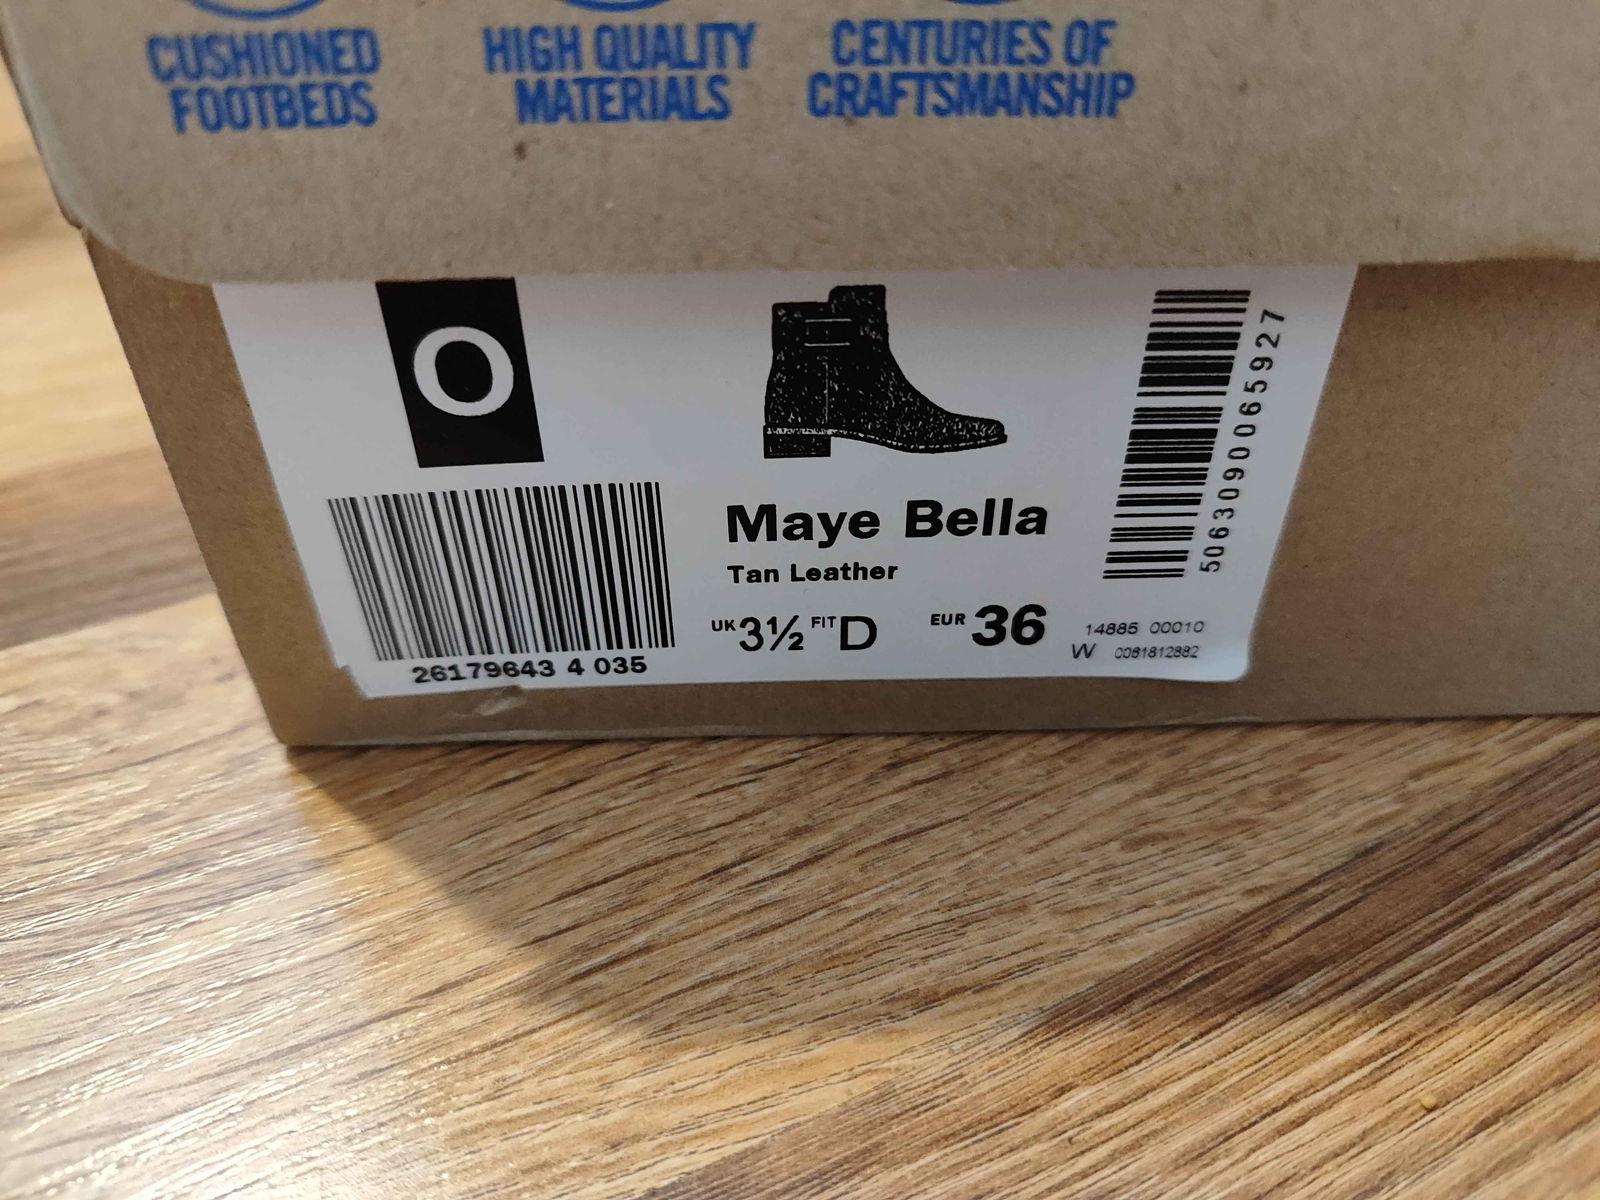 CUSHIONED
FOOTBEDS
HIGH QUALITY
MATERIALS
CENTURIES OF
CRAFTSMANSHIP
O
26179643 4 035
Maye Bella
Tan Leather
UK 3½ FIT D EUR 36
5063090065927
14885 00010
W 0081812882